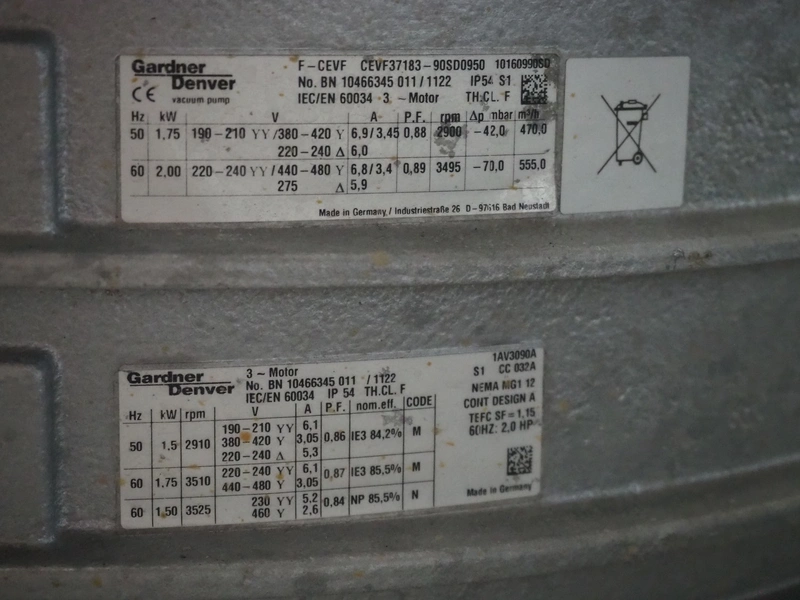 Gardner
Denver
CE vacuum pump
F-CEVF CEVF37183-90SD0950 10160990SD
No. BN 10466345 011 / 1122 IP54 S1
IEC/EN 60034 3 ~ Motor TH.CL. F
Hz kW V A P.F. rpm Δp mbar m³/h
50 1,75 190-210 YY/380-420 Y 6,9/3,45 0,88 2900 -42,0 470,0
220-240 Δ 6,0
60 2,00 220-240 YY/440-480 Y 6,8/3,4 0,89 3495 -70,0 555,0
275 Δ 5,9
Made in Germany / Industriestraße 26 D-97616 Bad Neustadt
Gardner
Denver
3 ~ Motor
No. BN 10466345 011 / 1122
IEC/EN 60034 IP 54 TH.CL. F
1AV3090A
S1 CC 032A
NEMA MG1 12
CONT DESIGN A
TEFC SF = 1,15
60HZ: 2.0 HP
Made in Germany
Hz kW rpm V A P.F. nom.eff. CODE
190-210 YY 6,1
50 1,5 2910 380-420 Y 3,05 0,86 IE3 84,2% M
220-240 Δ 5,3
60 1,75 3510 220-240 YY 6,1 0,87 IE3 85,5% M
440-480 Y 3,05
60 1,50 3525 230 YY 5,2 0,84 NP 85,5% N
460 Y 2,6